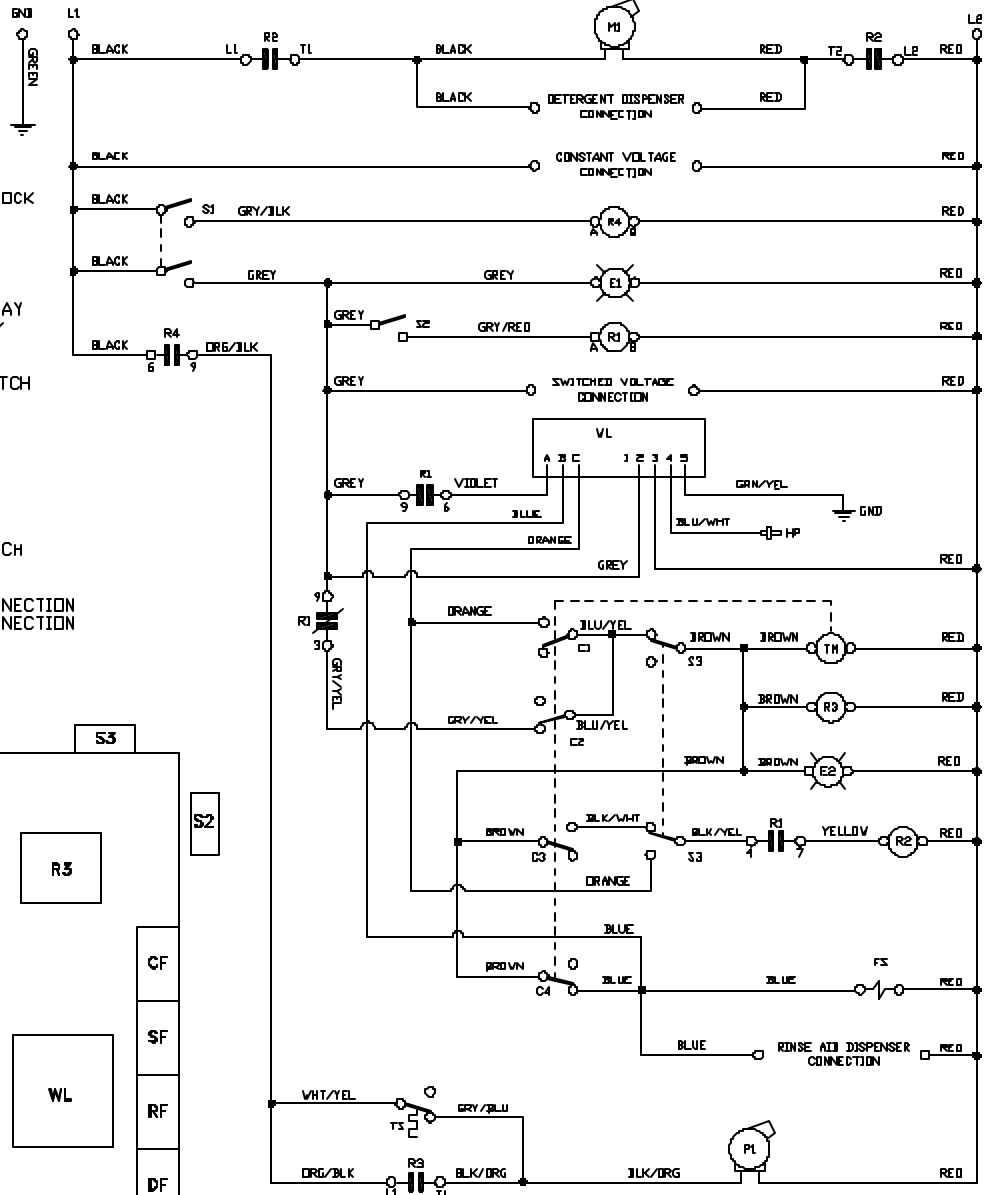 GND L1 L2
GREEN
BLACK L1 R2 T1 BLACK M1 RED T2 R2 L2 RED
BLACK DETERGENT DISPENSER CONNECTION RED
BLACK CONSTANT VOLTAGE CONNECTION RED
OCK
BLACK S1 GRY/BLK A R4 B RED
BLACK GREY GREY E1 RED
AY
GREY S2 GRY/RED A R1 B RED
BLACK 6 R4 9 ORG/BLK
TCH
GREY SWITCHED VOLTAGE CONNECTION RED
WL
A B C 1 2 3 4 5
GREY 9 R1 6 VIOLET GRN/YEL GND
BLUE BLU/WHT HP
ORANGE
CH
GREY RED
NECTION
NECTION
9 R1 3
GRY/YEL
ORANGE BLU/YEL C1 S3 BROWN BROWN TM RED
BROWN R3 RED
GRY/YEL BLU/YEL C2
BROWN BROWN E2 RED
S3
S2
BROWN C3 BLK/WHT S3 BLK/YEL 4 R1 7 YELLOW R2 RED
R3
ORANGE
BLUE
CF
BROWN C4 BLUE BLUE FS RED
SF
BLUE RINSE AID DISPENSER CONNECTION RED
WL
RF
WHT/YEL TS GRY/BLU
DF
ORG/BLK L1 R3 T1 BLK/ORG BLK/ORG P1 RED